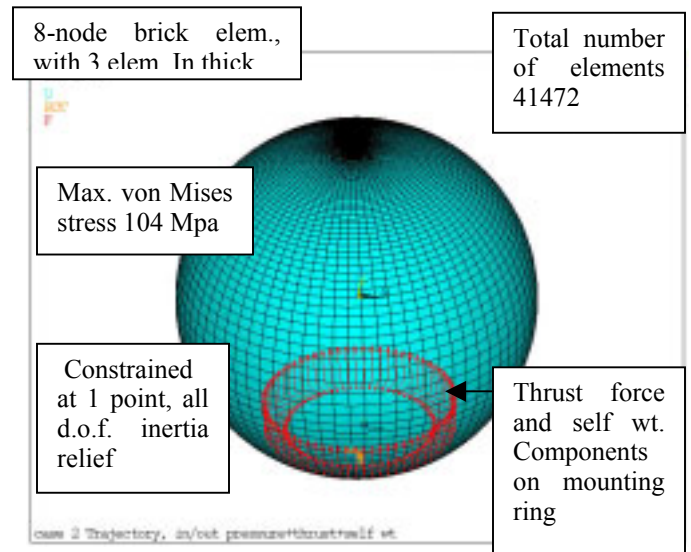 8-node brick elem.,
with 3 elem. In thick
Total number
of elements
41472
Max. von Mises
stress 104 Mpa
Constrained
at 1 point, all
d.o.f. inertia
relief
Thrust force
and self wt.
Components
on mounting
ring
case 2 Trajectory, in/out pressure+thrust+self wt